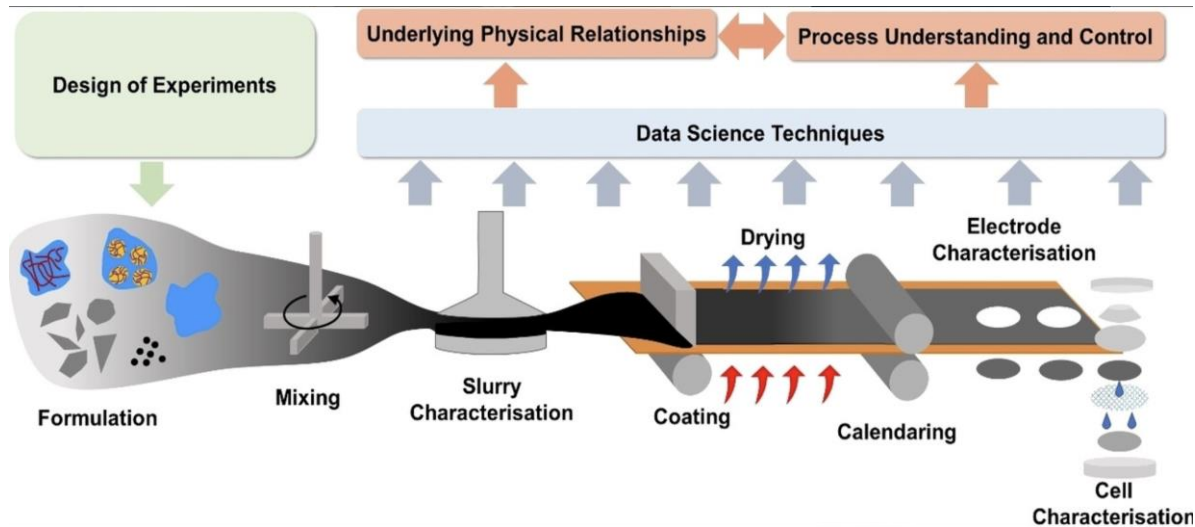 Design of Experiments
Underlying Physical Relationships
Process Understanding and Control
Data Science Techniques
Formulation
Mixing
Slurry
Characterisation
Coating
Drying
Calendaring
Electrode
Characterisation
Cell
Characterisation